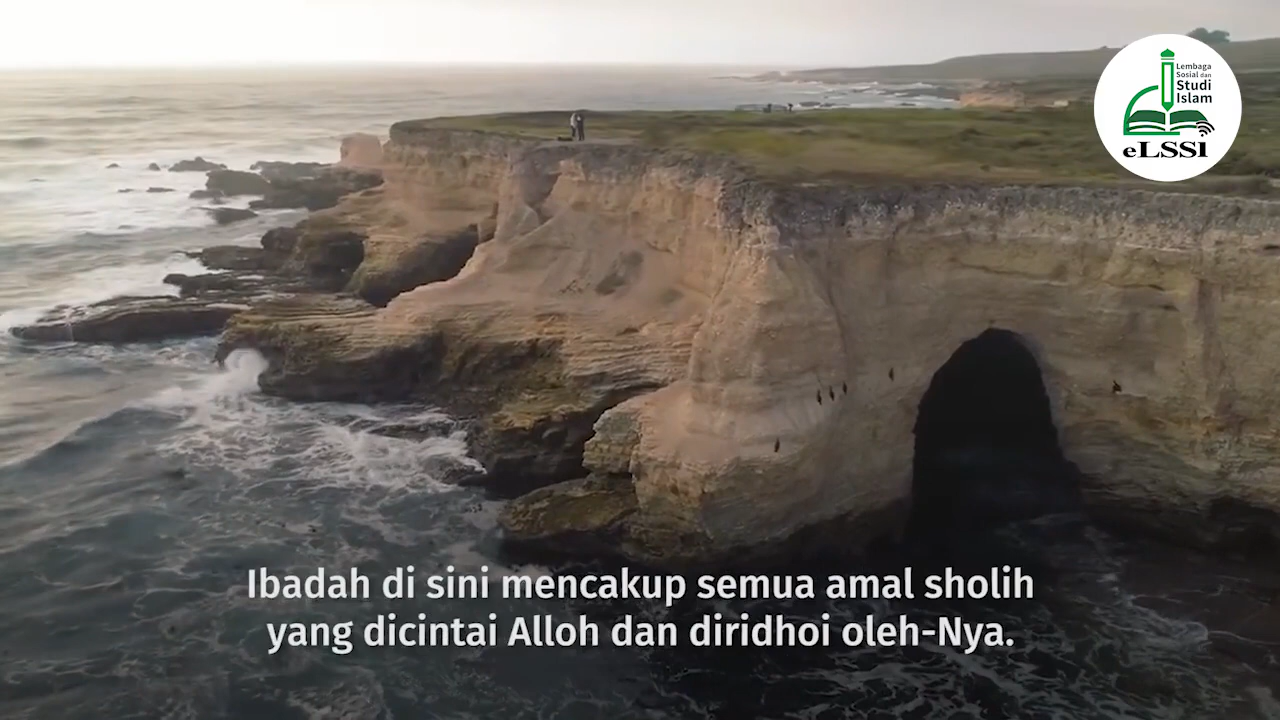 Lembaga
Sosial dan
Studi
Islam
eLSSI
Ibadah di sini mencakup semua amal sholih
yang dicintai Alloh dan diridhoi oleh-Nya.